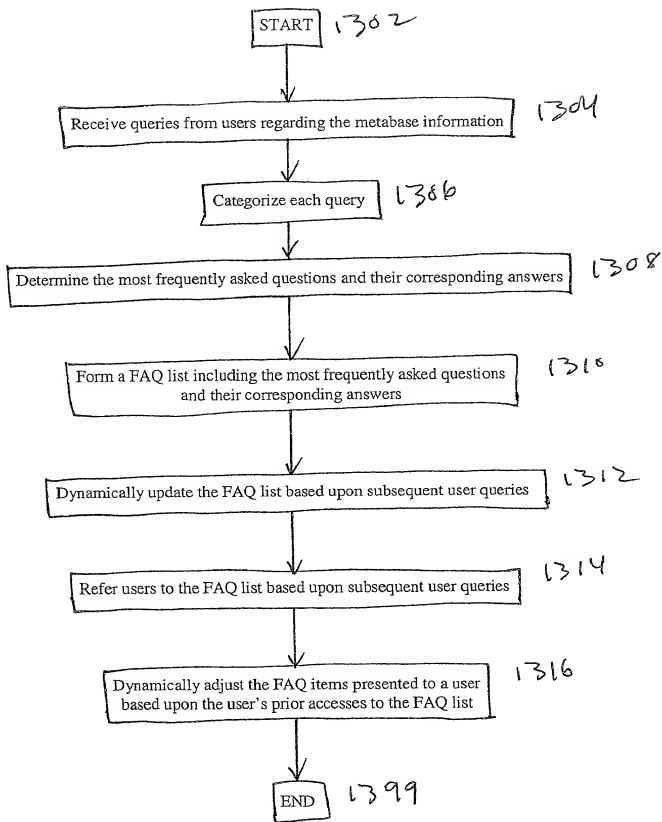 START 1302
Receive queries from users regarding the metabase information 1304
Categorize each query 1306
Determine the most frequently asked questions and their corresponding answers 1308
Form a FAQ list including the most frequently asked questions 1310
and their corresponding answers
Dynamically update the FAQ list based upon subsequent user queries 1312
Refer users to the FAQ list based upon subsequent user queries 1314
Dynamically adjust the FAQ items presented to a user 1316
based upon the user's prior accesses to the FAQ list
END 1399